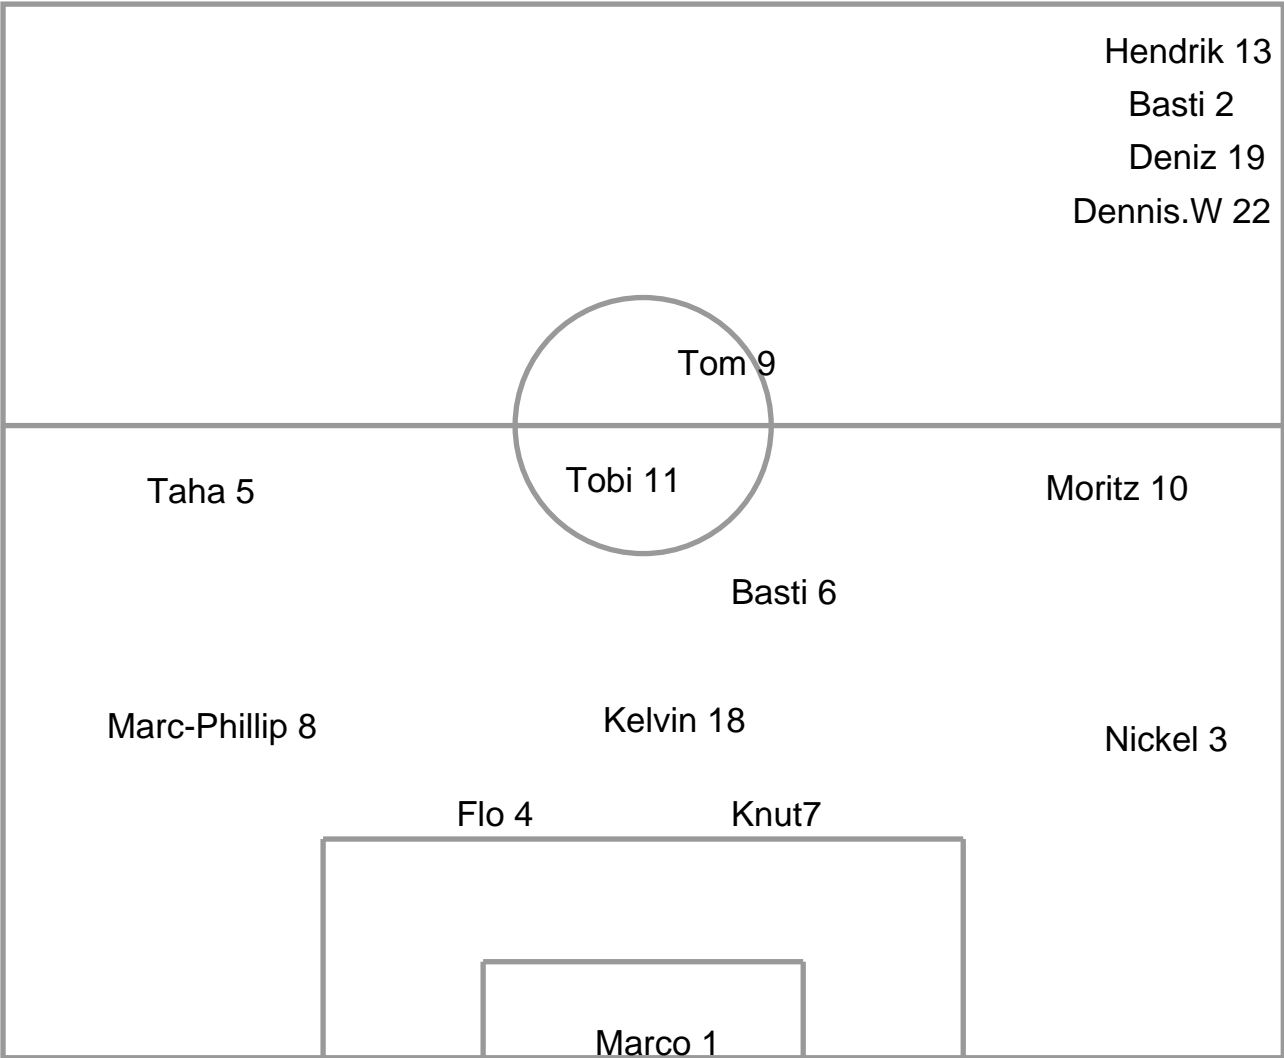 Hendrik 13
Basti 2
Deniz 19
Dennis.W 22
Tom 9
Taha 5
Tobi 11
Moritz 10
Basti 6
Marc-Phillip 8
Kelvin 18
Nickel 3
Flo 4
Knut7
Marco 1